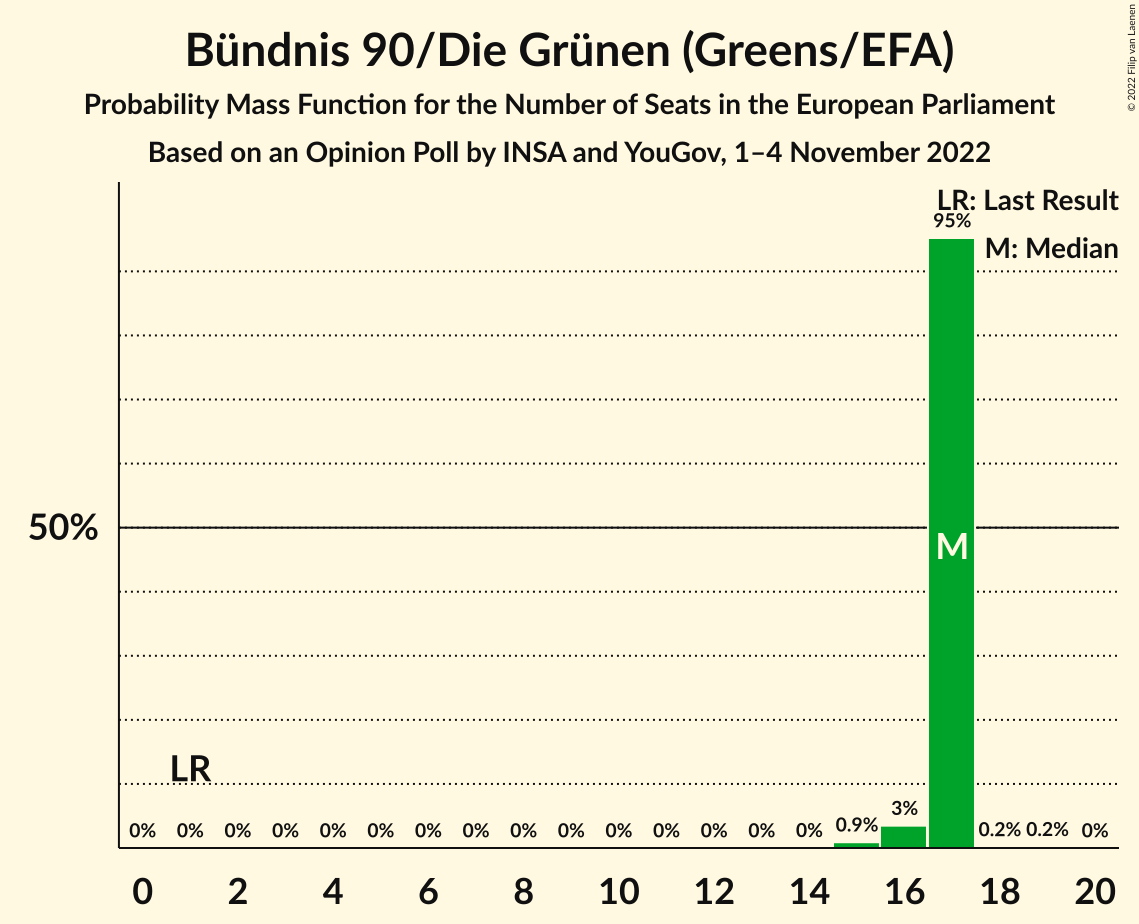 Bündnis 90/Die Grünen (Greens/EFA)
Probability Mass Function for the Number of Seats in the European Parliament
Based on an Opinion Poll by INSA and YouGov, 1–4 November 2022
© 2022 Filip van Laenen
LR: Last Result
95%
M: Median
50%
M
LR
0% 0% 0% 0% 0% 0% 0% 0% 0% 0% 0% 0% 0% 0% 0% 0.9% 3% 0.2% 0.2% 0%
0 2 4 6 8 10 12 14 16 18 20